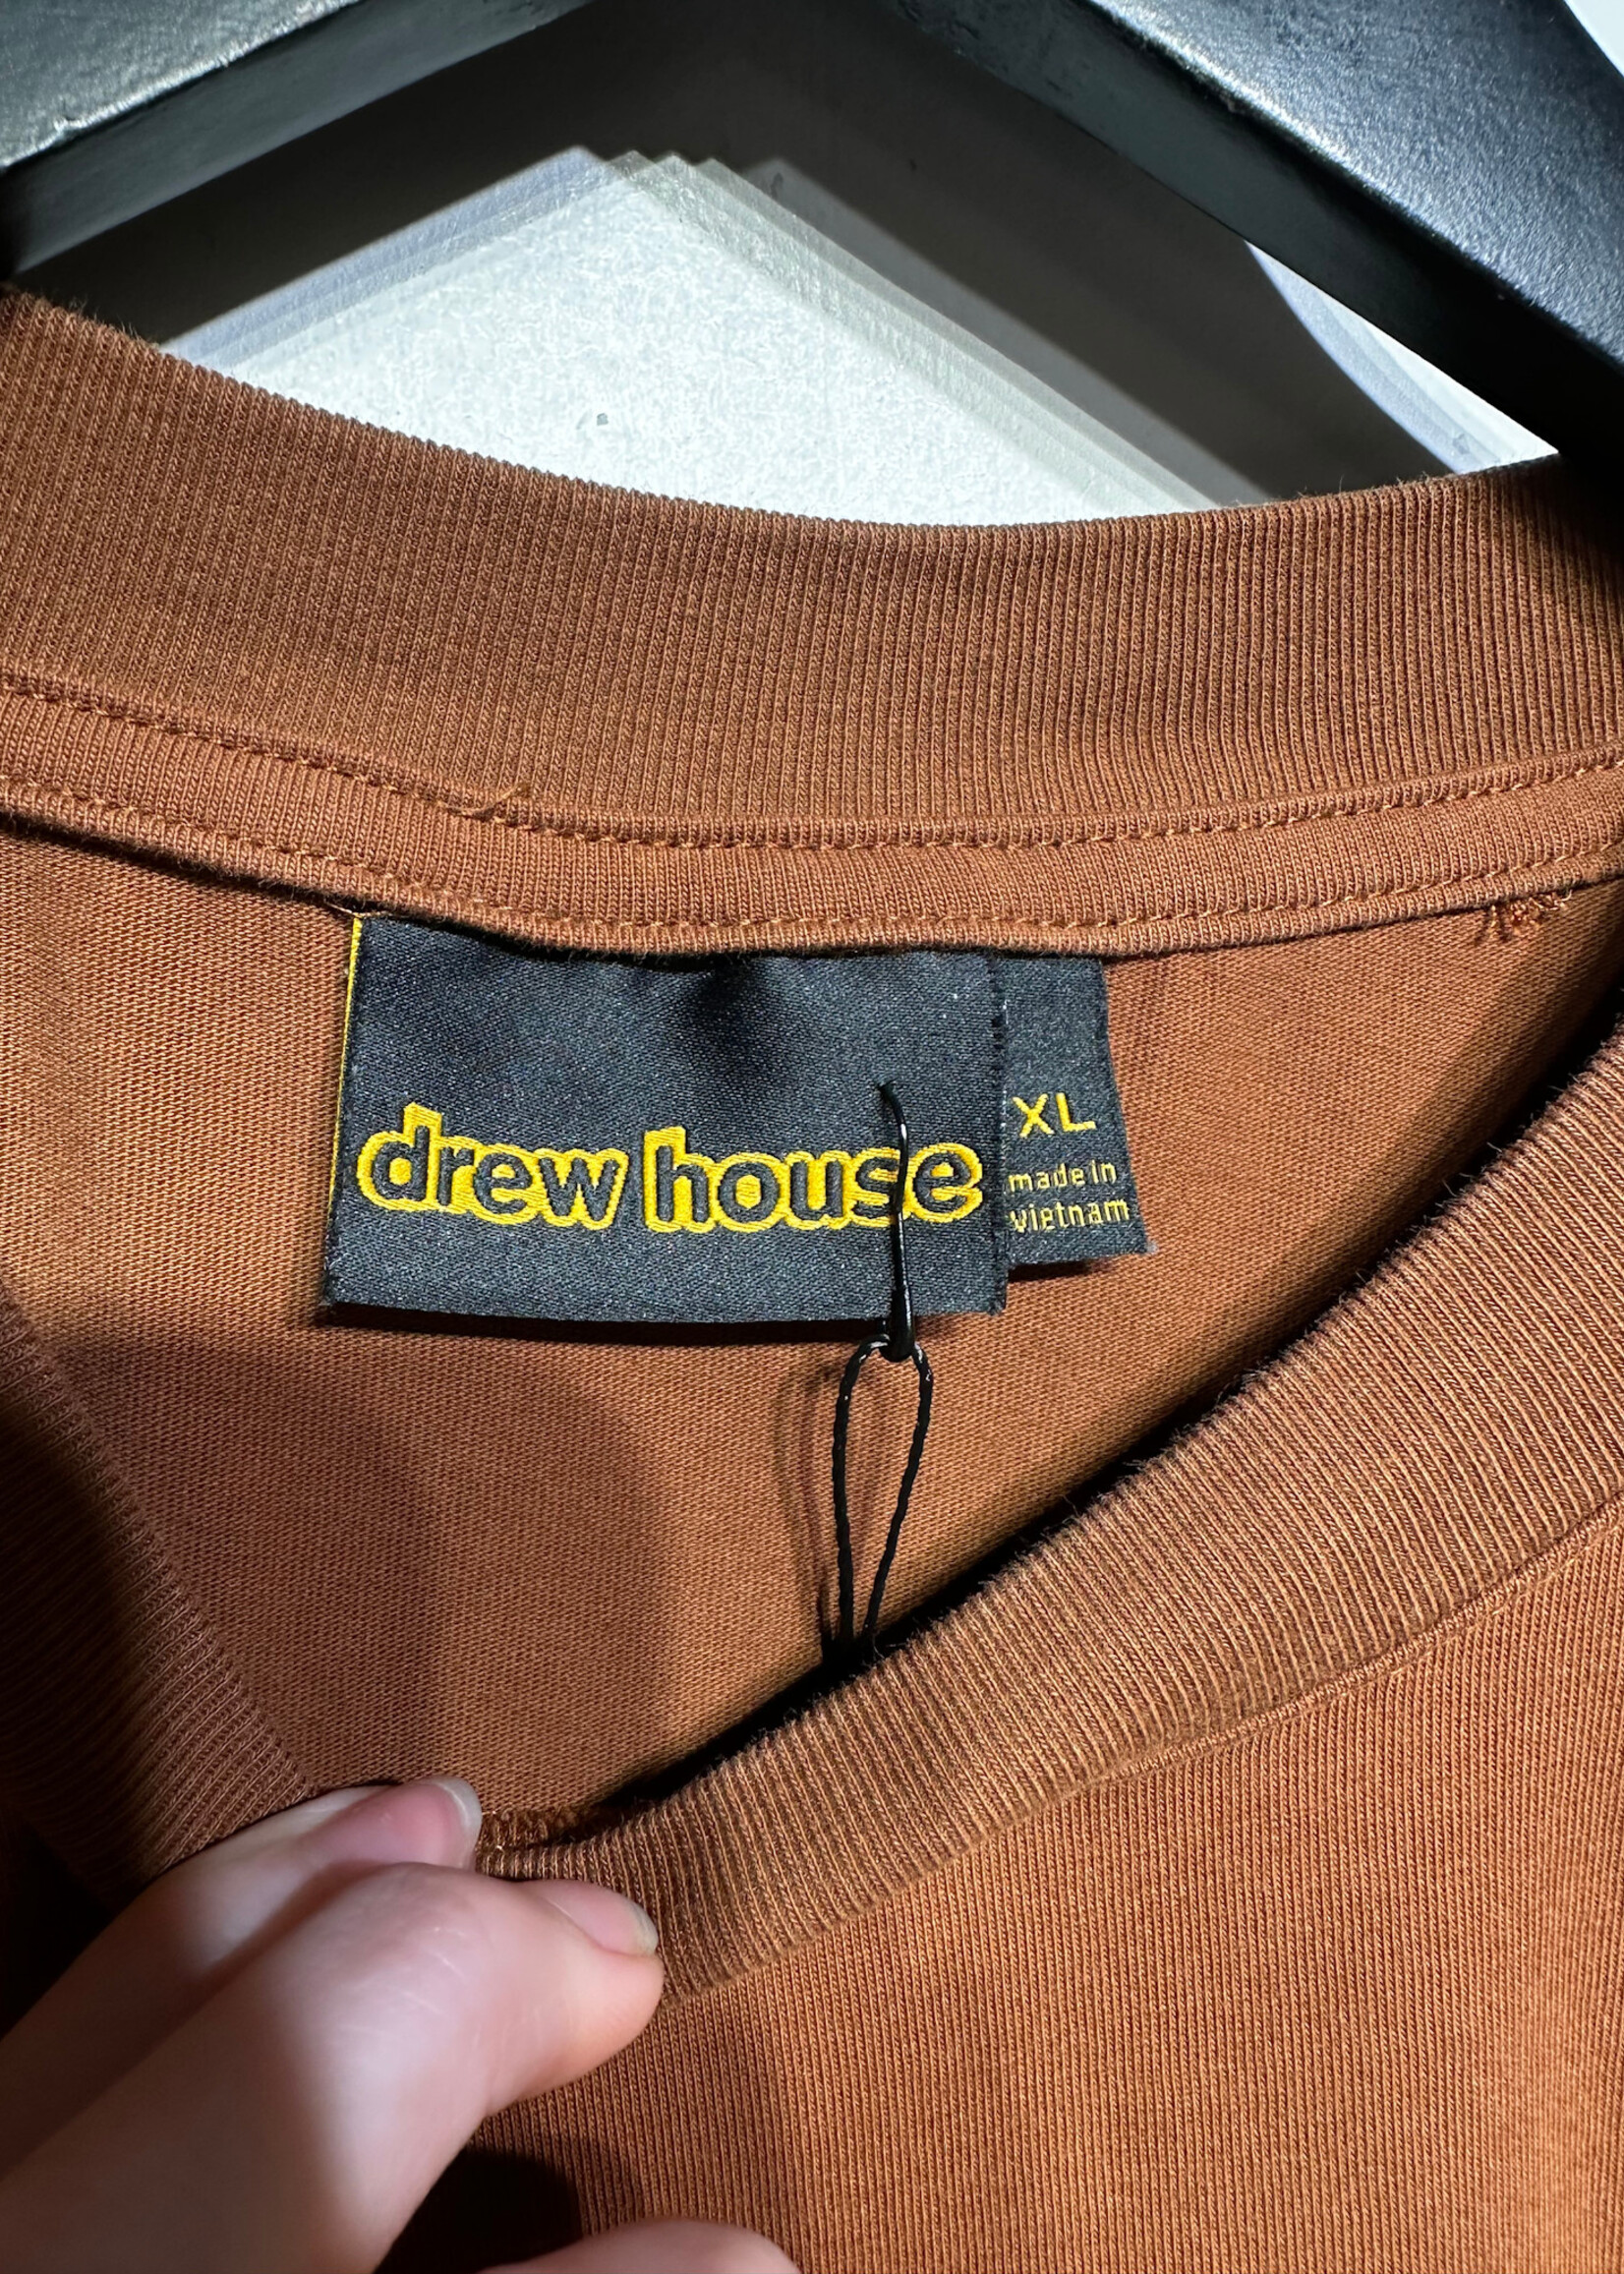 drew house
XL
made in
vietnam